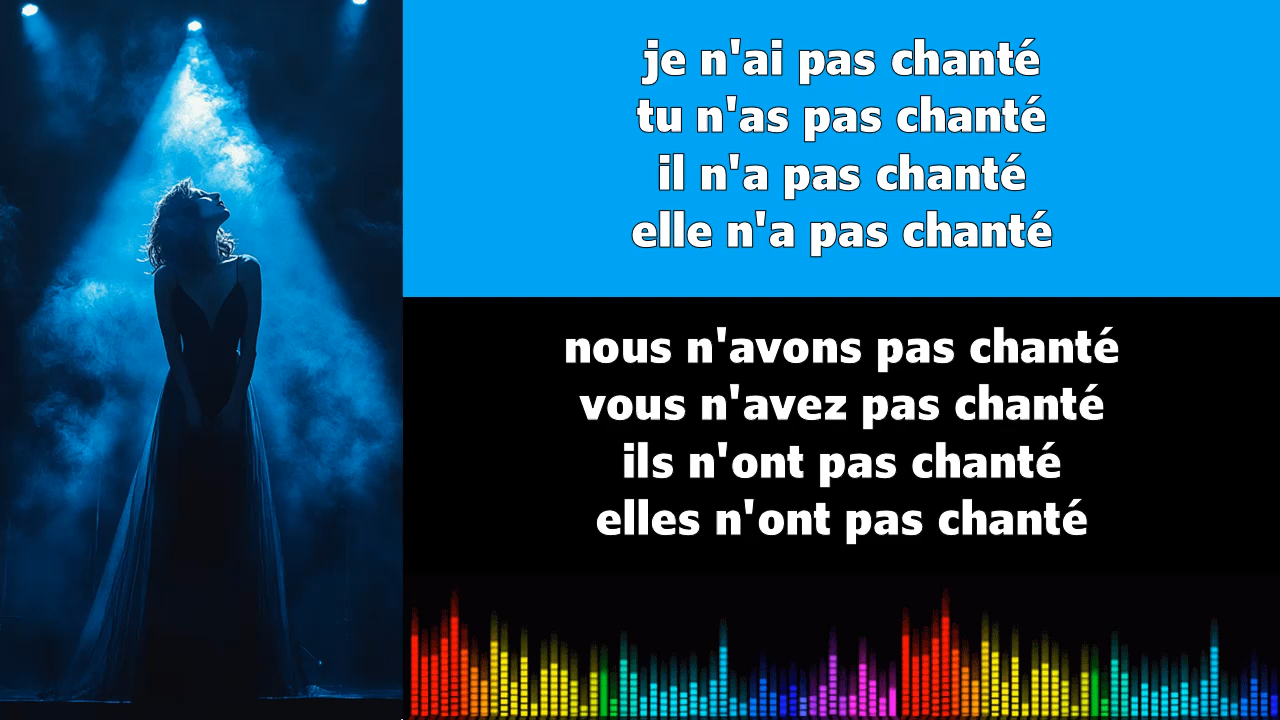 je n'ai pas chanté
tu n'as pas chanté
il n'a pas chanté
elle n'a pas chanté
nous n'avons pas chanté
vous n'avez pas chanté
ils n'ont pas chanté
elles n'ont pas chanté